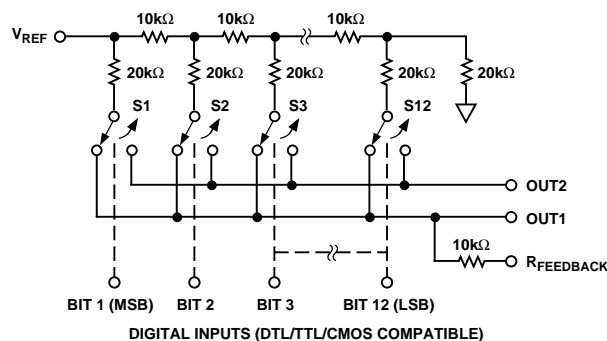 10kΩ 10kΩ 10kΩ
VREF
20kΩ 20kΩ 20kΩ 20kΩ 20kΩ
S1 S2 S3 S12
OUT2
OUT1
10kΩ
RFEEDBACK
BIT 1 (MSB) BIT 2 BIT 3 BIT 12 (LSB)
DIGITAL INPUTS (DTL/TTL/CMOS COMPATIBLE)